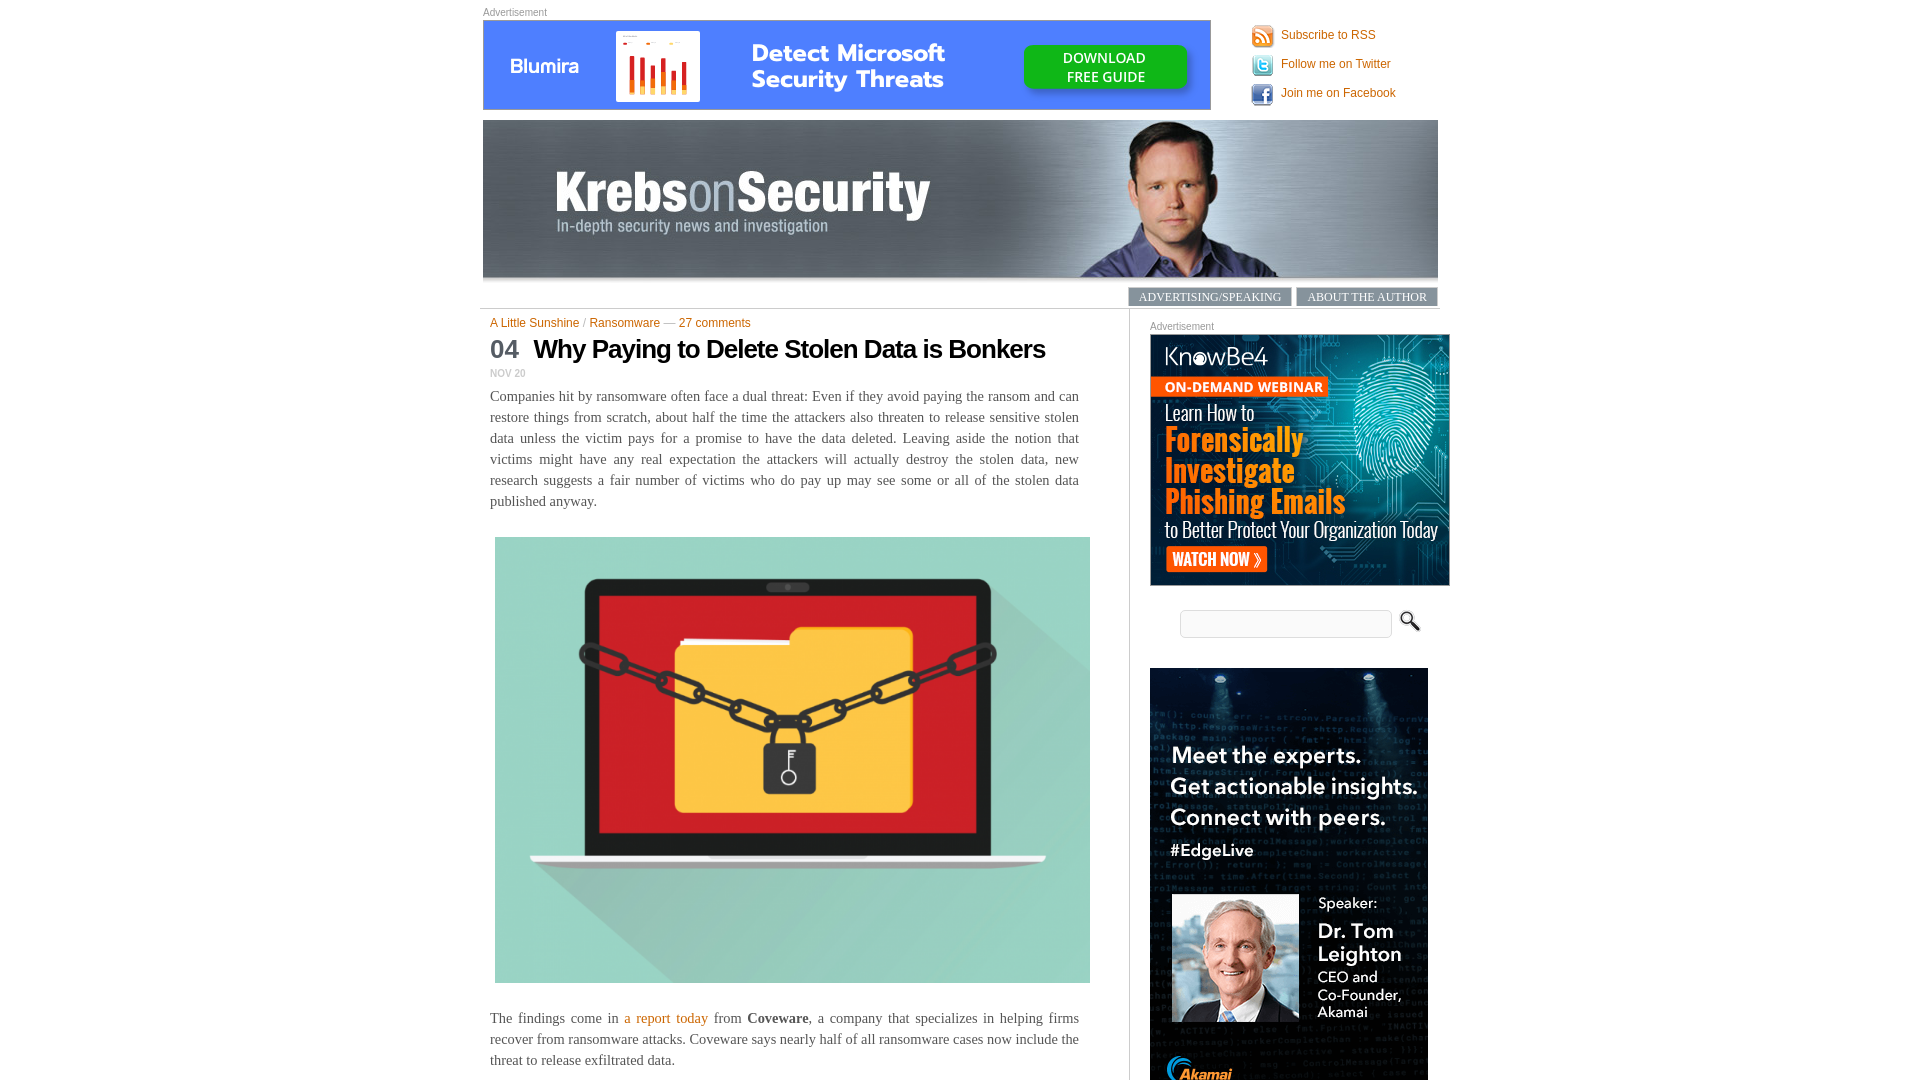 Advertisement
Blumira
Detect Microsoft
Security Threats
DOWNLOAD
FREE GUIDE
Subscribe to RSS
Follow me on Twitter
Join me on Facebook
KrebsonSecurity
In-depth security news and investigation
ADVERTISING/SPEAKING
ABOUT THE AUTHOR
A Little Sunshine / Ransomware — 27 comments
04 Why Paying to Delete Stolen Data is Bonkers
NOV 20
Companies hit by ransomware often face a dual threat: Even if they avoid paying the ransom and can
restore things from scratch, about half the time the attackers also threaten to release sensitive stolen
data unless the victim pays for a promise to have the data deleted. Leaving aside the notion that
victims might have any real expectation the attackers will actually destroy the stolen data, new
research suggests a fair number of victims who do pay up may see some or all of the stolen data
published anyway.
The findings come in a report today from Coveware, a company that specializes in helping firms
recover from ransomware attacks. Coveware says nearly half of all ransomware cases now include the
threat to release exfiltrated data.
Advertisement
KnowBe4
ON-DEMAND WEBINAR
Learn How to
Forensically
Investigate
Phishing Emails
to Better Protect Your Organization Today
WATCH NOW »
Meet the experts.
Get actionable insights.
Connect with peers.
#EdgeLive
Speaker:
Dr. Tom
Leighton
CEO and
Co-Founder,
Akamai
Akamai